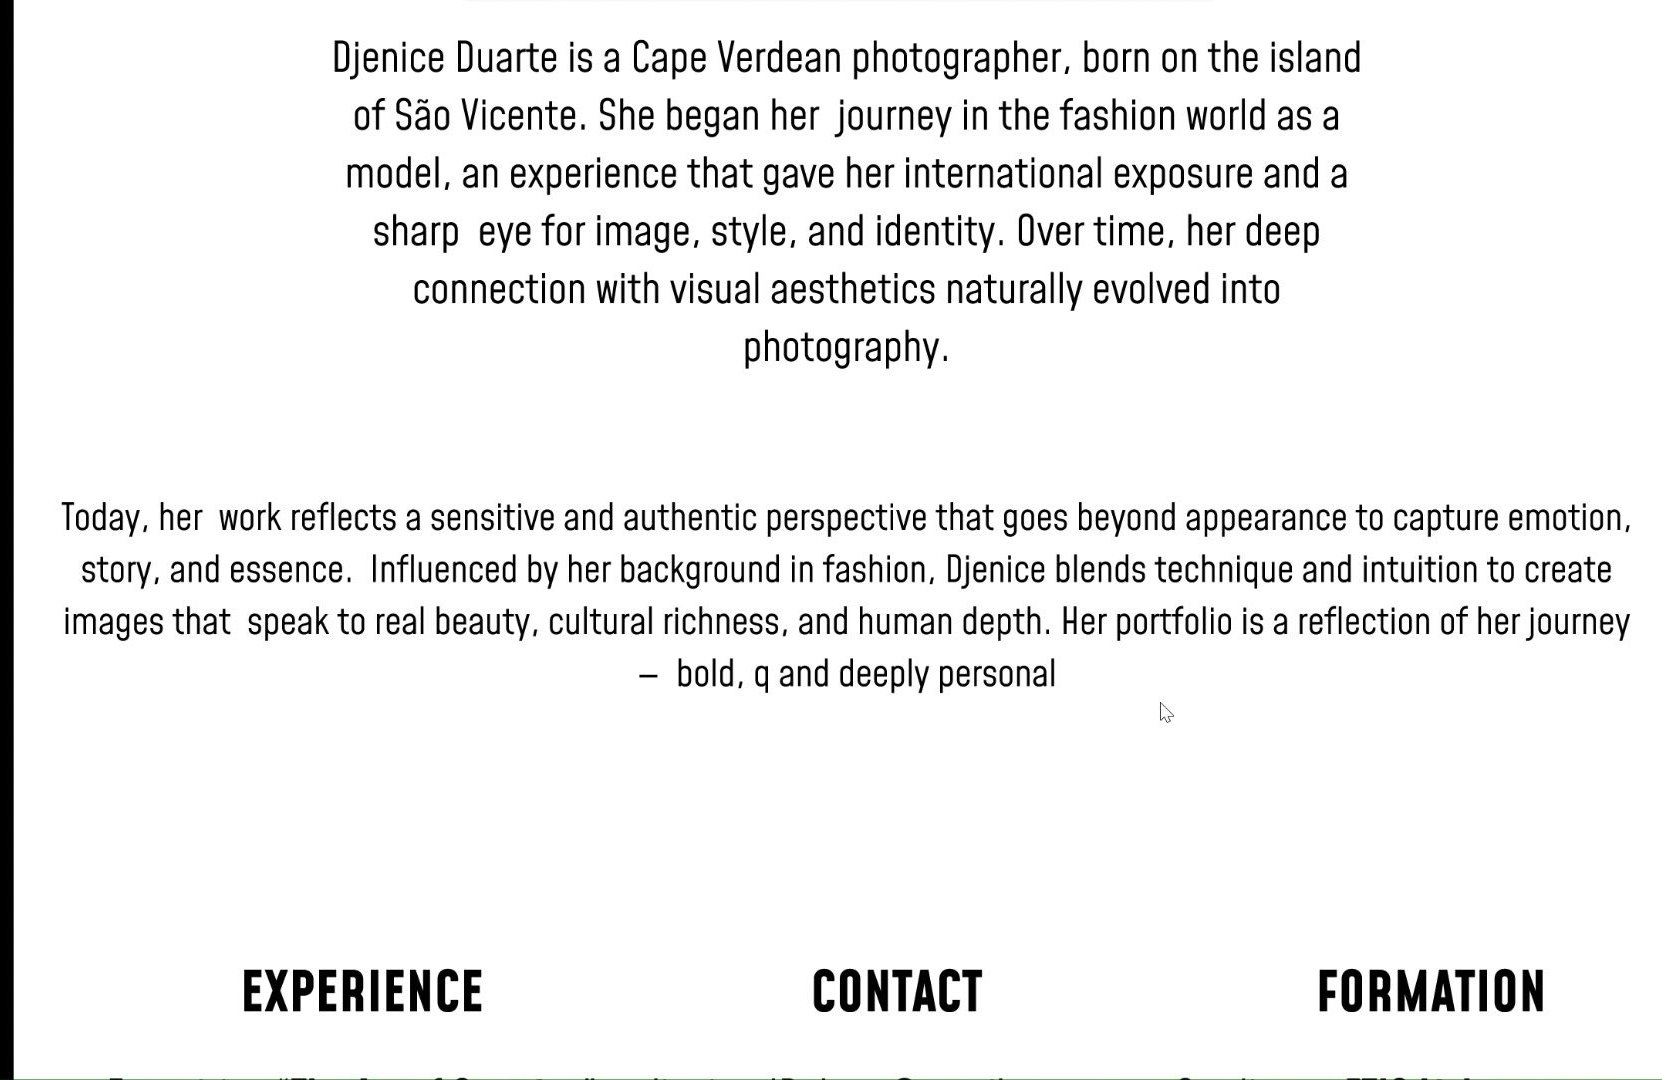 Djenice Duarte is a Cape Verdean photographer, born on the island
of São Vicente. She began her  journey in the fashion world as a
model, an experience that gave her international exposure and a
sharp  eye for image, style, and identity. Over time, her deep
connection with visual aesthetics naturally evolved into
photography.
Today, her  work reflects a sensitive and authentic perspective that goes beyond appearance to capture emotion,
story, and essence.  Influenced by her background in fashion, Djenice blends technique and intuition to create
images that  speak to real beauty, cultural richness, and human depth. Her portfolio is a reflection of her journey
–  bold, q and deeply personal
EXPERIENCE
CONTACT
FORMATION